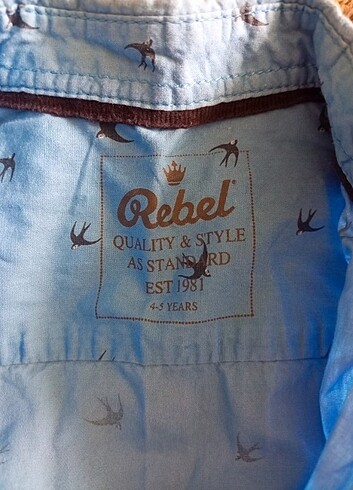 Rebel
QUALITY & STYLE
AS STANDARD
EST 1981
4-5 YEARS